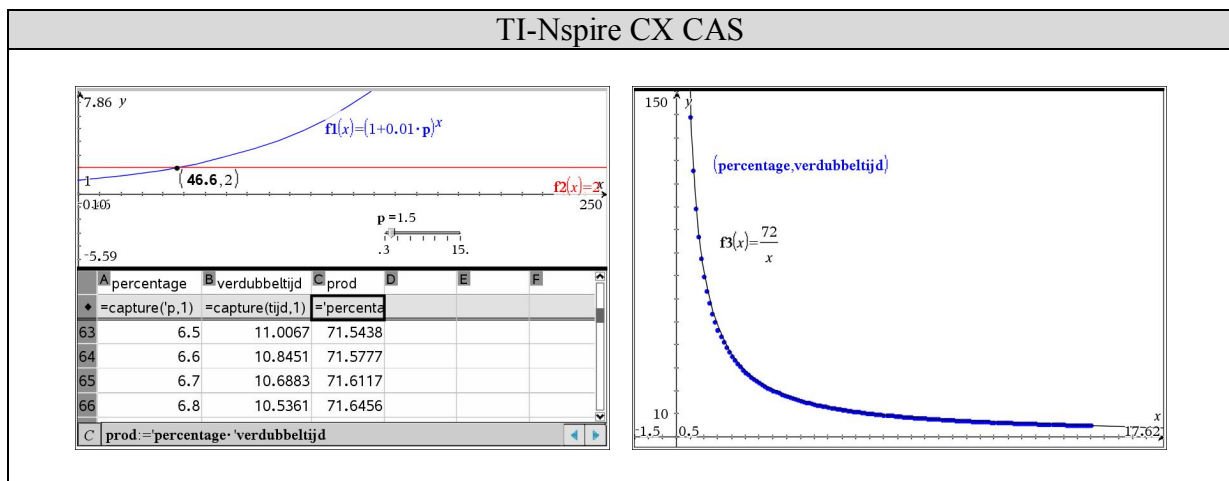 TI-Nspire CX CAS
7.86 y
f1(x)=(1+0.01·p)^x
1
(46.6,2)
f2(x)=2 x
250
p =1.5
.3 15.
-5.59
A percentage B verdubbeltijd C prod D E F
=capture('p,1) =capture(tijd,1) ='percenta
63 6.5 11.0067 71.5438
64 6.6 10.8451 71.5777
65 6.7 10.6883 71.6117
66 6.8 10.5361 71.6456
C prod:='percentage· 'verdubbeltijd
150 y
(percentage,verdubbeltijd)
f3(x)=72/x
10
x
-1.5 0.5 17.62